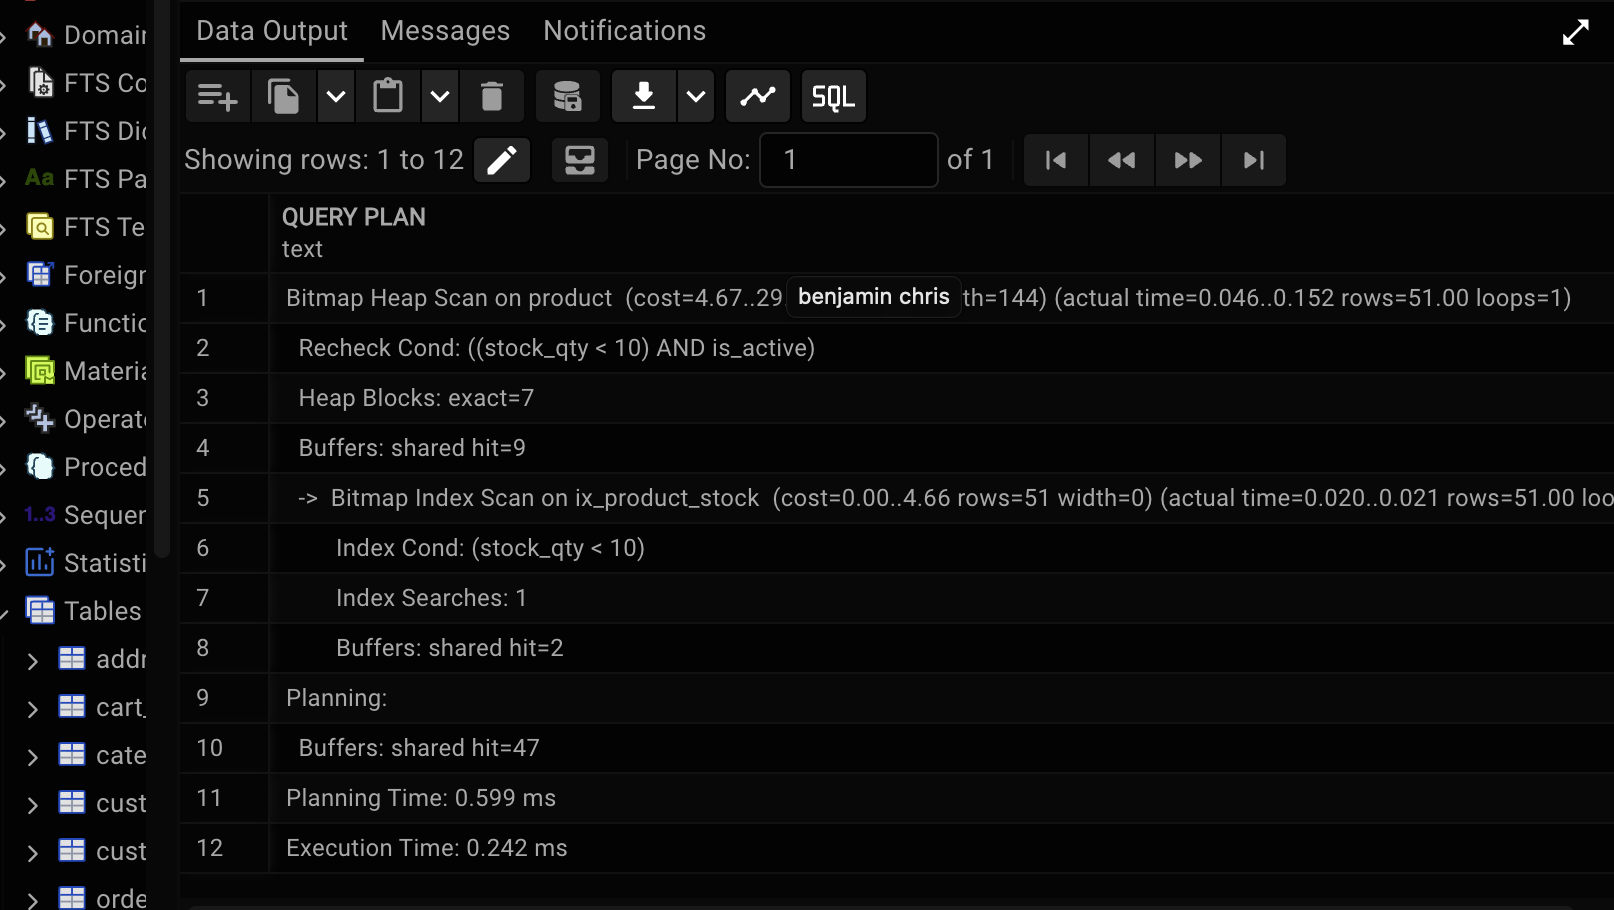 Data Output Messages Notifications
SQL
Showing rows: 1 to 12 Page No: 1 of 1
Domair
FTS Co
FTS Dic
Aa FTS Pa
FTS Te
Foreigr
Functic
Materia
Operat
Proced
1..3 Sequer
Statisti
Tables
addr
cart_
cate
cust
cust
orde
QUERY PLAN
text
1 Bitmap Heap Scan on product (cost=4.67..29. benjamin chris th=144) (actual time=0.046..0.152 rows=51.00 loops=1)
2 Recheck Cond: ((stock_qty < 10) AND is_active)
3 Heap Blocks: exact=7
4 Buffers: shared hit=9
5 -> Bitmap Index Scan on ix_product_stock (cost=0.00..4.66 rows=51 width=0) (actual time=0.020..0.021 rows=51.00 loo
6 Index Cond: (stock_qty < 10)
7 Index Searches: 1
8 Buffers: shared hit=2
9 Planning:
10 Buffers: shared hit=47
11 Planning Time: 0.599 ms
12 Execution Time: 0.242 ms